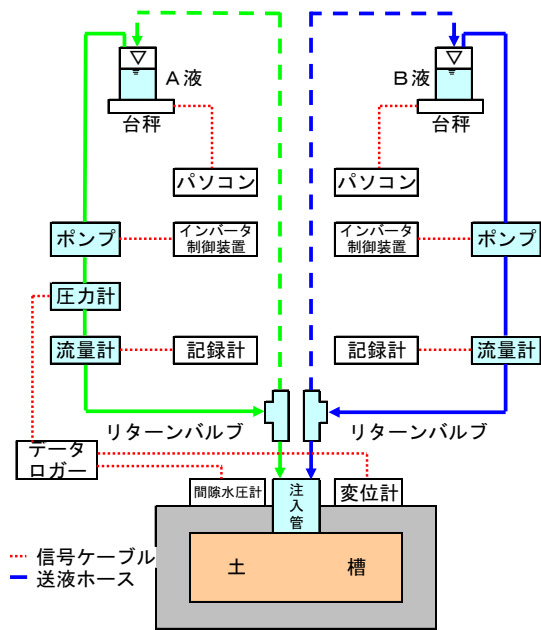 A液
B液
台秤
台秤
パソコン
パソコン
ポンプ
インバータ
制御装置
インバータ
制御装置
ポンプ
圧力計
流量計
記録計
記録計
流量計
リターンバルブ
リターンバルブ
データ
ロガー
間隙水圧計
注
入
管
変位計
土 槽
信号ケーブル
送液ホース